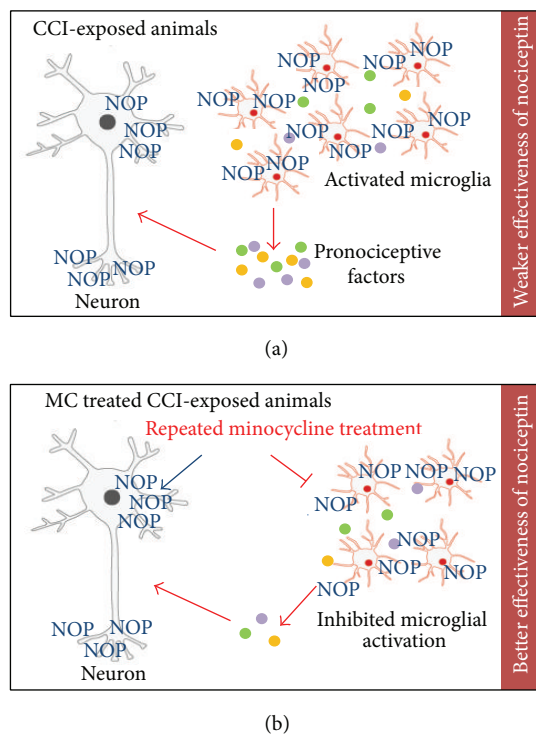 CCI-exposed animals
NOP
NOP
NOP
NOP NOP
NOP
Neuron
NOP
NOP
NOP NOP
NOP
NOP
NOP
NOP
NOP NOP
Activated microglia
Pronociceptive
factors
Weaker effectiveness of nociceptin
(a)
MC treated CCI-exposed animals
Repeated minocycline treatment
NOP
NOP
NOP
NOP NOP
NOP
Neuron
NOP NOP
NOP
NOP
NOP
NOP
NOP
Inhibited microglial
activation
Better effectiveness of nociceptin
(b)